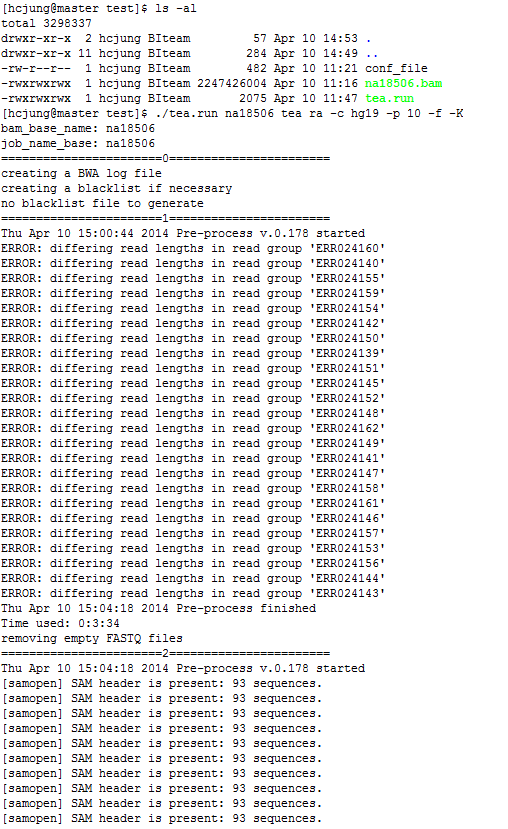 [hcjung@master test]$ ls -al
total 3298337
drwxr-xr-x  2 hcjung BIteam         57 Apr 10 14:53 .
drwxr-xr-x 11 hcjung BIteam        284 Apr 10 14:49 ..
-rw-r--r--  1 hcjung BIteam        482 Apr 10 11:21 conf_file
-rwxrwxrwx  1 hcjung BIteam 2247426004 Apr 10 11:16 na18506.bam
-rwxrwxrwx  1 hcjung BIteam       2075 Apr 10 11:47 tea.run
[hcjung@master test]$ ./tea.run na18506 tea ra -c hg19 -p 10 -f -K
bam_base_name: na18506
job_name_base: na18506
=====================0=====================
creating a BWA log file
creating a blacklist if necessary
no blacklist file to generate
=====================1=====================
Thu Apr 10 15:00:44 2014 Pre-process v.0.178 started
ERROR: differing read lengths in read group 'ERR024160'
ERROR: differing read lengths in read group 'ERR024140'
ERROR: differing read lengths in read group 'ERR024155'
ERROR: differing read lengths in read group 'ERR024159'
ERROR: differing read lengths in read group 'ERR024154'
ERROR: differing read lengths in read group 'ERR024142'
ERROR: differing read lengths in read group 'ERR024150'
ERROR: differing read lengths in read group 'ERR024139'
ERROR: differing read lengths in read group 'ERR024151'
ERROR: differing read lengths in read group 'ERR024145'
ERROR: differing read lengths in read group 'ERR024152'
ERROR: differing read lengths in read group 'ERR024148'
ERROR: differing read lengths in read group 'ERR024162'
ERROR: differing read lengths in read group 'ERR024149'
ERROR: differing read lengths in read group 'ERR024141'
ERROR: differing read lengths in read group 'ERR024147'
ERROR: differing read lengths in read group 'ERR024158'
ERROR: differing read lengths in read group 'ERR024161'
ERROR: differing read lengths in read group 'ERR024146'
ERROR: differing read lengths in read group 'ERR024157'
ERROR: differing read lengths in read group 'ERR024153'
ERROR: differing read lengths in read group 'ERR024156'
ERROR: differing read lengths in read group 'ERR024144'
ERROR: differing read lengths in read group 'ERR024143'
Thu Apr 10 15:04:18 2014 Pre-process finished
Time used: 0:3:34
removing empty FASTQ files
=====================2=====================
Thu Apr 10 15:04:18 2014 Pre-process v.0.178 started
[samopen] SAM header is present: 93 sequences.
[samopen] SAM header is present: 93 sequences.
[samopen] SAM header is present: 93 sequences.
[samopen] SAM header is present: 93 sequences.
[samopen] SAM header is present: 93 sequences.
[samopen] SAM header is present: 93 sequences.
[samopen] SAM header is present: 93 sequences.
[samopen] SAM header is present: 93 sequences.
[samopen] SAM header is present: 93 sequences.
[samopen] SAM header is present: 93 sequences.